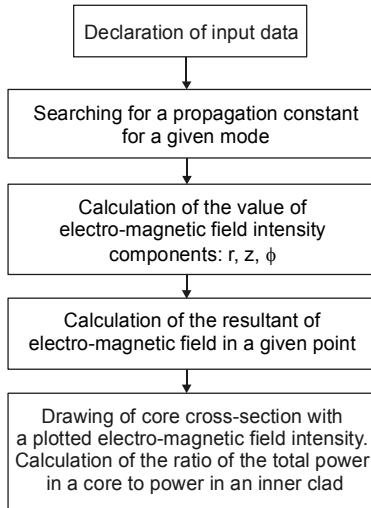 Declaration of input data
Searching for a propagation constant
for a given mode
Calculation of the value of
electro-magnetic field intensity
components: r, z, ϕ
Calculation of the resultant of
electro-magnetic field in a given point
Drawing of core cross-section with
a plotted electro-magnetic field intensity.
Calculation of the ratio of the total power
in a core to power in an inner clad